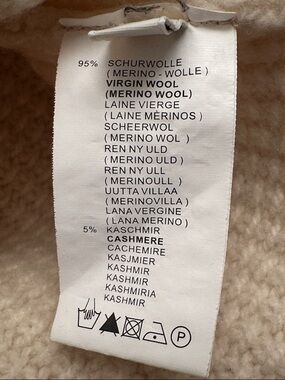 95% SCHURWOLLE
( MERINO - WOLLE )
VIRGIN WOOL
(MERINO WOOL)
LAINE VIERGE
( LAINE MÉRINOS )
SCHEERWOL
( MERINO WOL )
REN NY ULD
( MERINO ULD )
REN NY ULL
( MERINOULL )
UUTTA VILLAA
( MERINOVILLA )
LANA VERGINE
( LANA MERINO )
5% KASCHMIR
CASHMERE
CACHEMIRE
KASJMIER
KASHMIR
KASHMIR
KASHMIRIA
KASHMIR
P